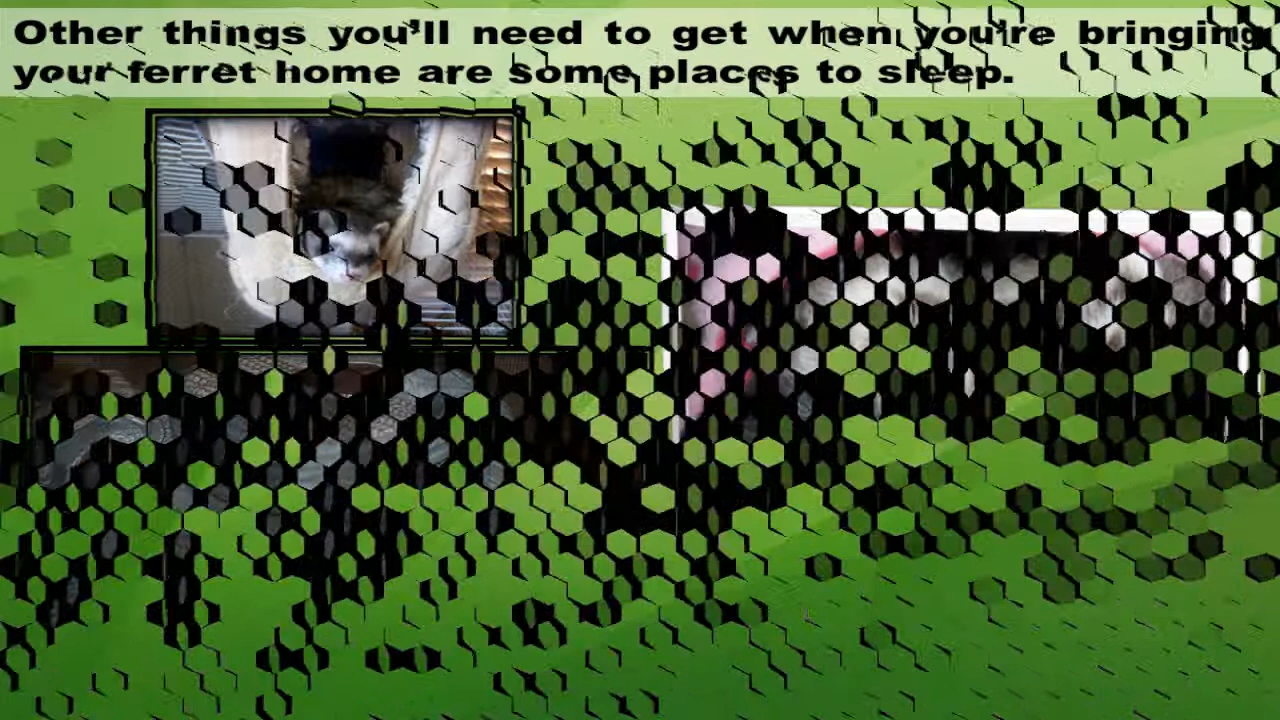 Other things you'll need to get when you're bringing
your ferret home are some places to sleep.